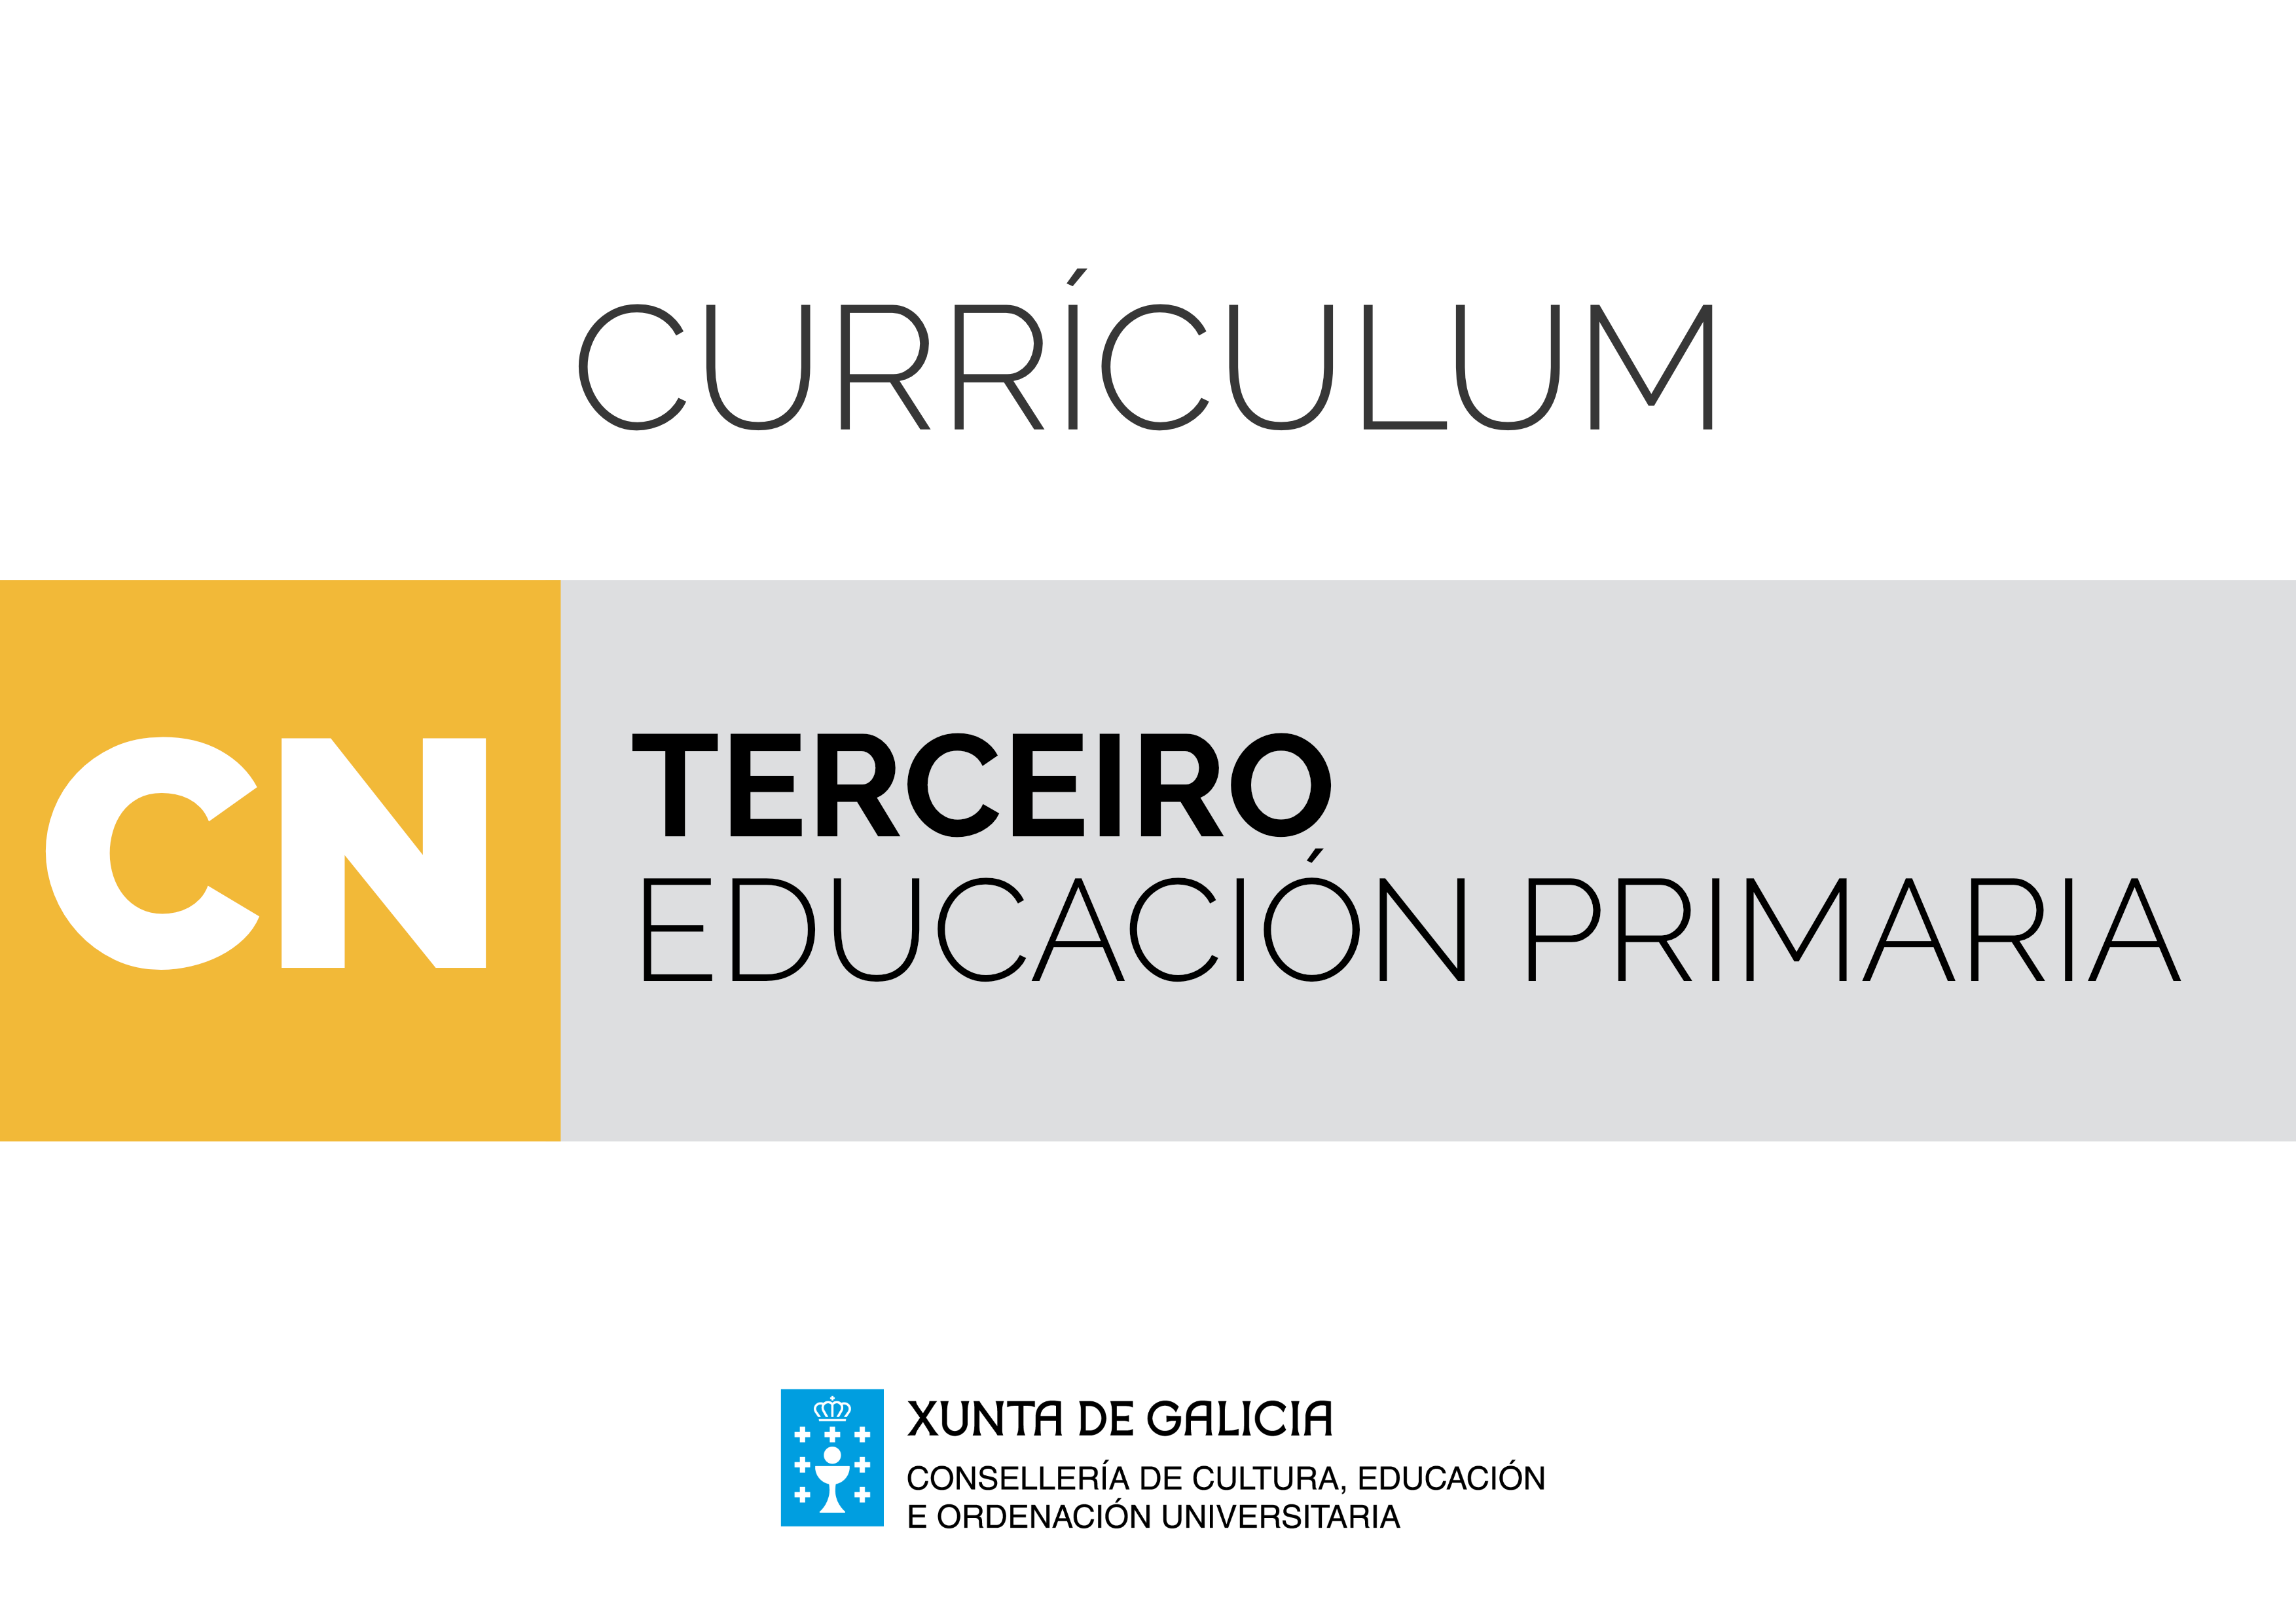 CURRÍCULUM
CN
TERCEIRO
EDUCACIÓN PRIMARIA
XUNTA DE GALICIA
CONSELLERÍA DE CULTURA, EDUCACIÓN
E ORDENACIÓN UNIVERSITARIA